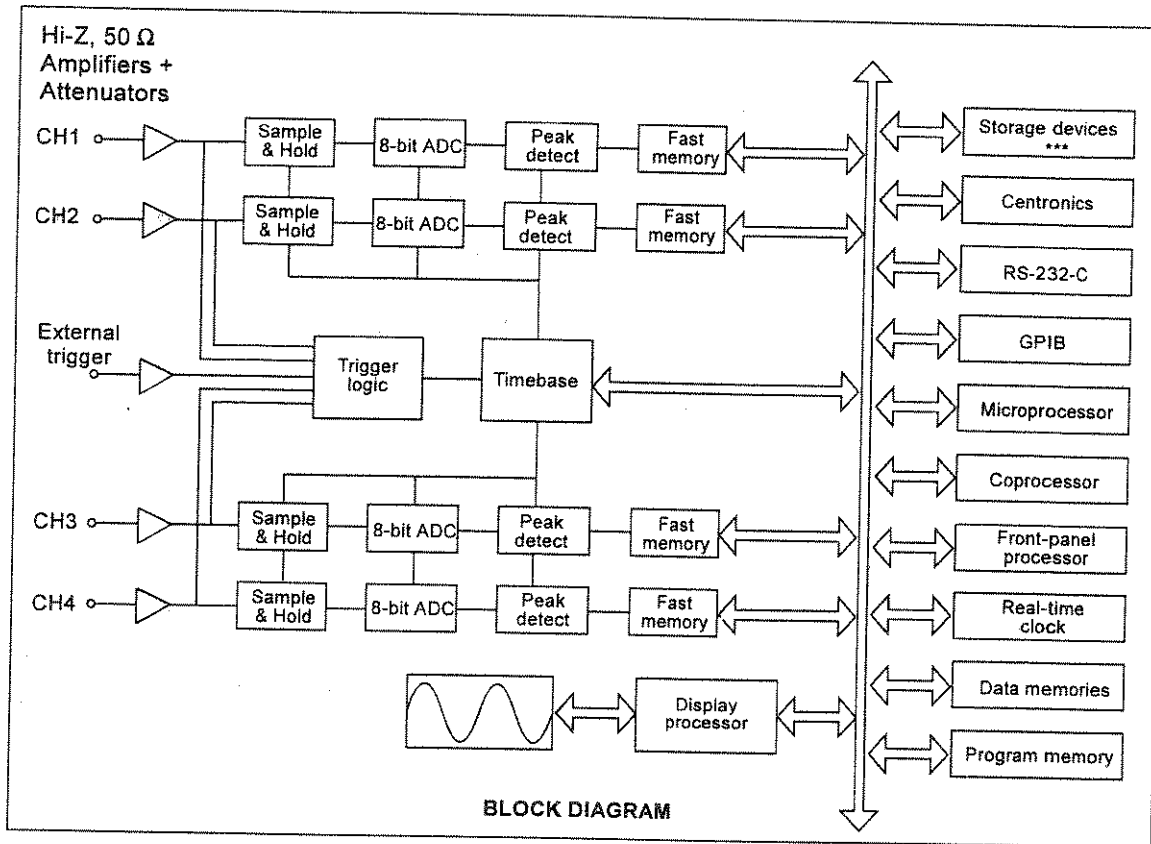 Hi-Z, 50 Ω
Amplifiers +
Attenuators
CH1
Sample
& Hold
8-bit ADC
Peak
detect
Fast
memory
Storage devices
***
CH2
Sample
& Hold
8-bit ADC
Peak
detect
Fast
memory
Centronics
RS-232-C
External
trigger
Trigger
logic
Timebase
GPIB
Microprocessor
Coprocessor
CH3
Sample
& Hold
8-bit ADC
Peak
detect
Fast
memory
Front-panel
processor
CH4
Sample
& Hold
8-bit ADC
Peak
detect
Fast
memory
Real-time
clock
Display
processor
Data memories
Program memory
BLOCK DIAGRAM